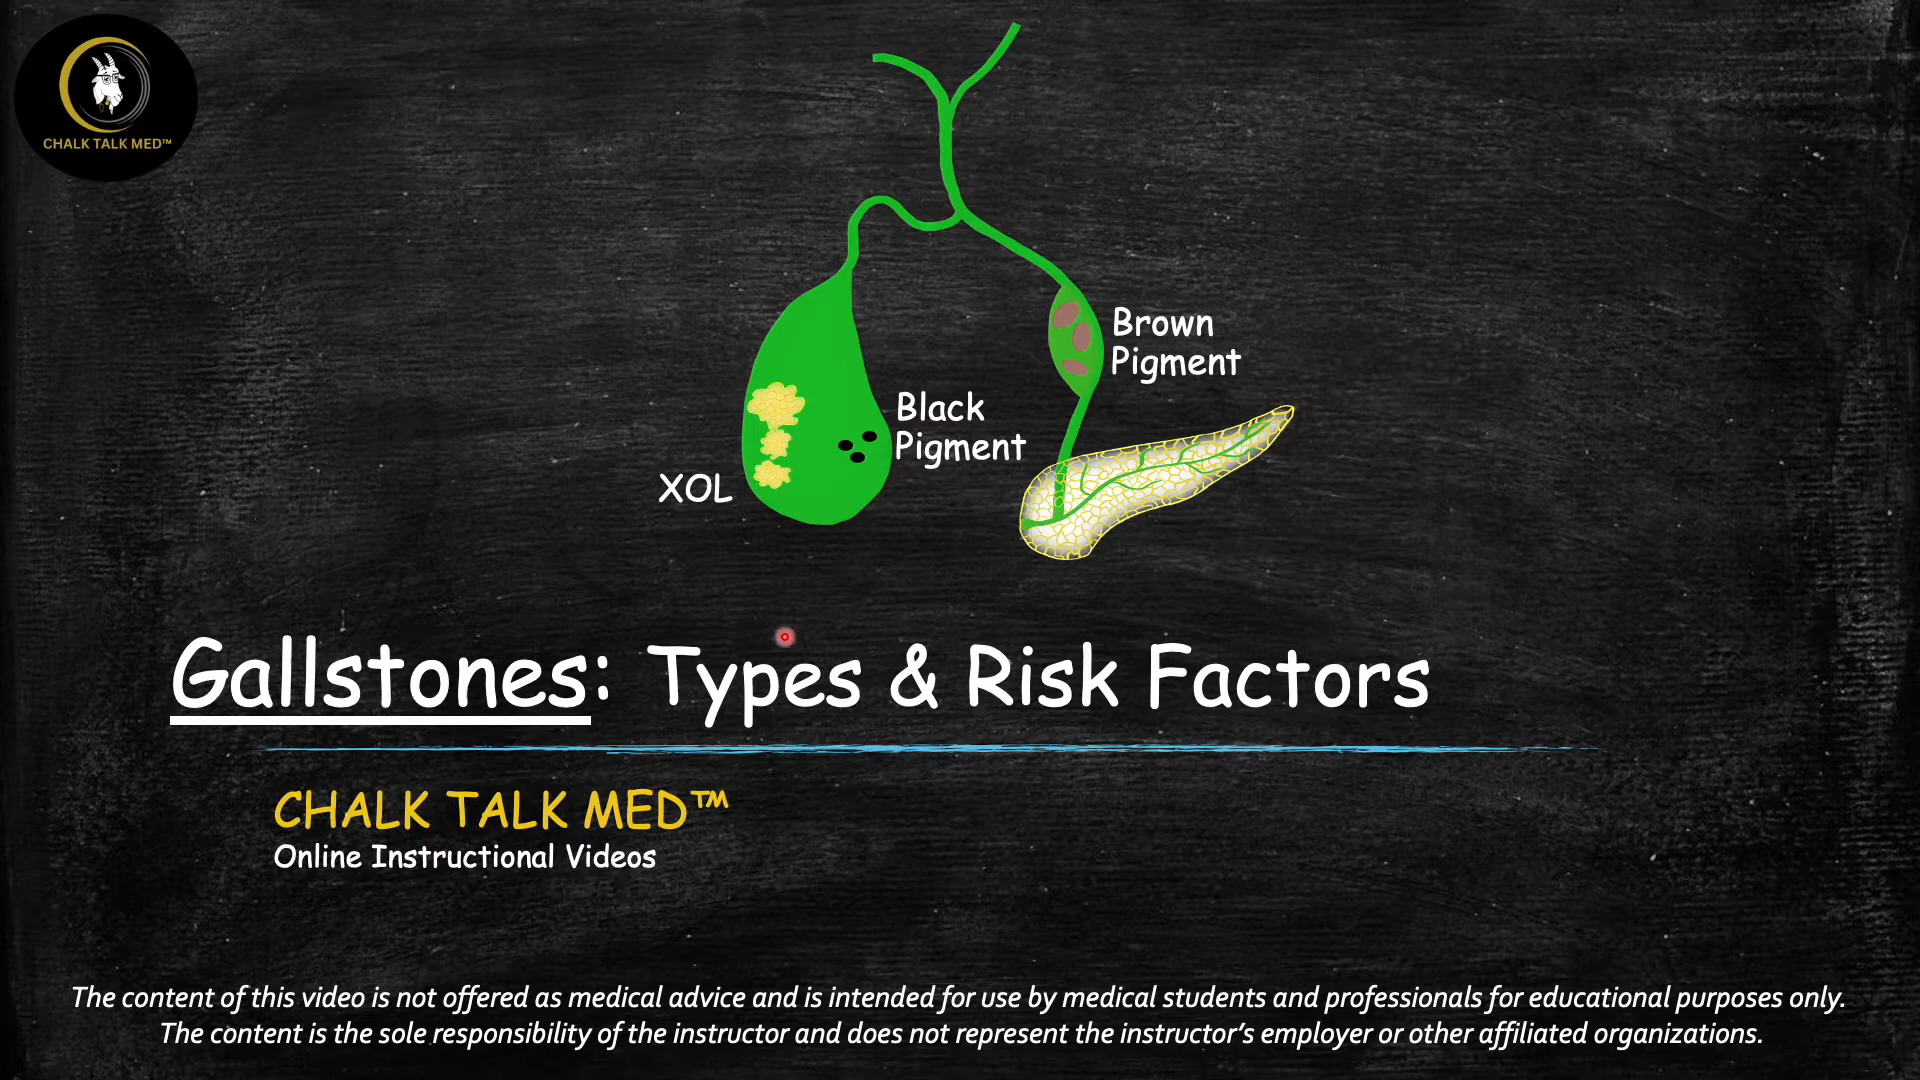 CHALK TALK MED™
Brown
Pigment
Black
Pigment
XOL
Gallstones: Types & Risk Factors
CHALK TALK MED™
Online Instructional Videos
The content of this video is not offered as medical advice and is intended for use by medical students and professionals for educational purposes only.
The content is the sole responsibility of the instructor and does not represent the instructor's employer or other affiliated organizations.